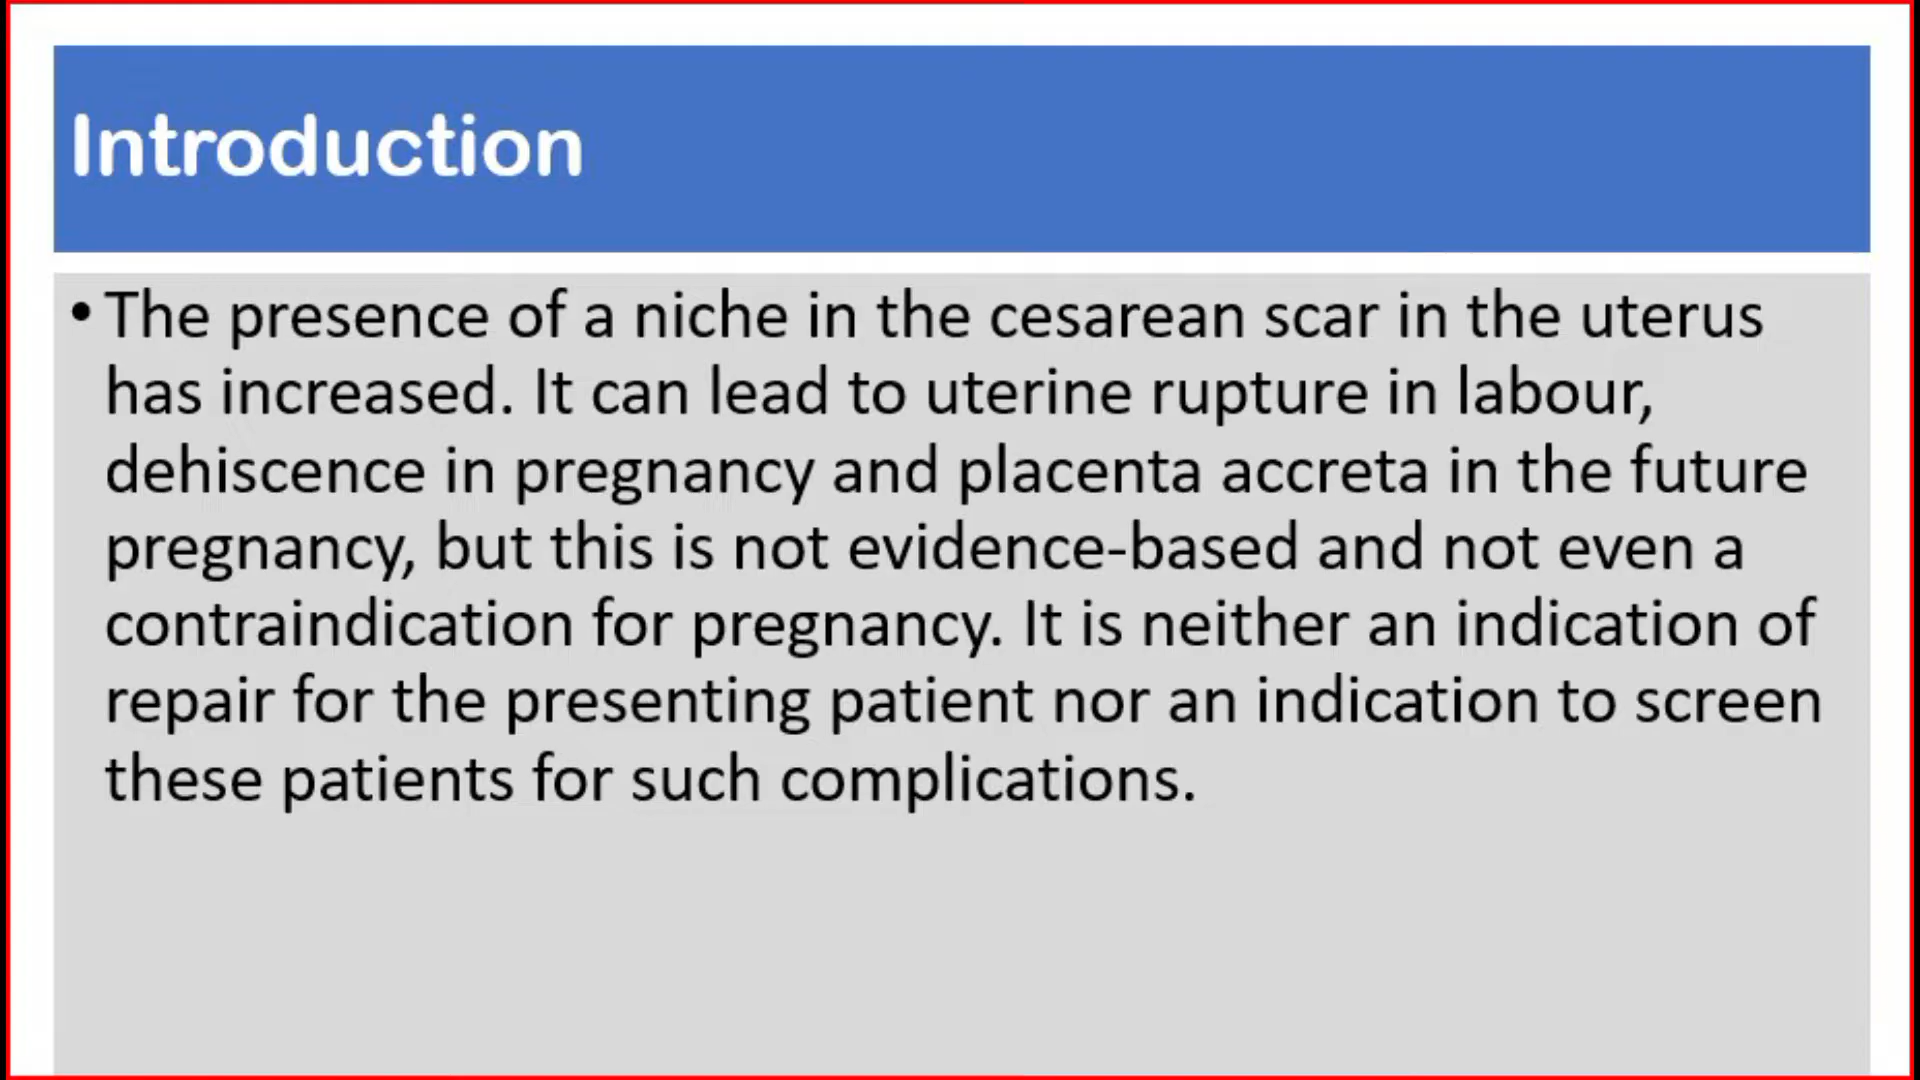 Introduction
• The presence of a niche in the cesarean scar in the uterus
has increased. It can lead to uterine rupture in labour,
dehiscence in pregnancy and placenta accreta in the future
pregnancy, but this is not evidence-based and not even a
contraindication for pregnancy. It is neither an indication of
repair for the presenting patient nor an indication to screen
these patients for such complications.